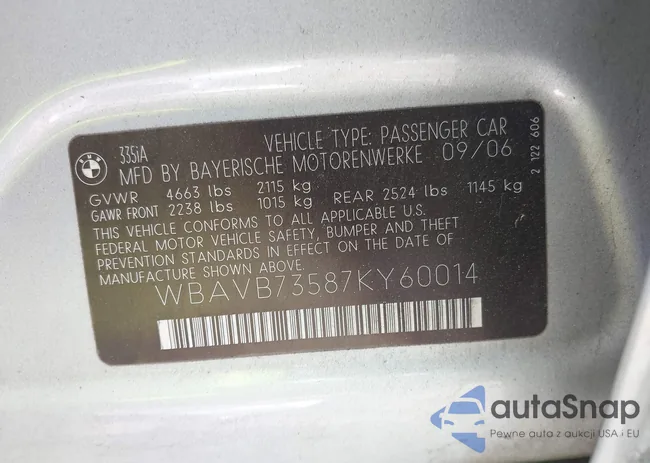 BMW
335iA
VEHICLE TYPE: PASSENGER CAR
MFD BY BAYERISCHE MOTORENWERKE 09/06
GVWR 4663 lbs 2115 kg
GAWR FRONT 2238 lbs 1015 kg REAR 2524 lbs 1145 kg
THIS VEHICLE CONFORMS TO ALL APPLICABLE U.S.
FEDERAL MOTOR VEHICLE SAFETY, BUMPER AND THEFT
PREVENTION STANDARDS IN EFFECT ON THE DATE OF
MANUFACTURE SHOWN ABOVE.
WBAVB73587KY60014
2 122 606
autaSnap
Pewne auta z aukcji USA i EU